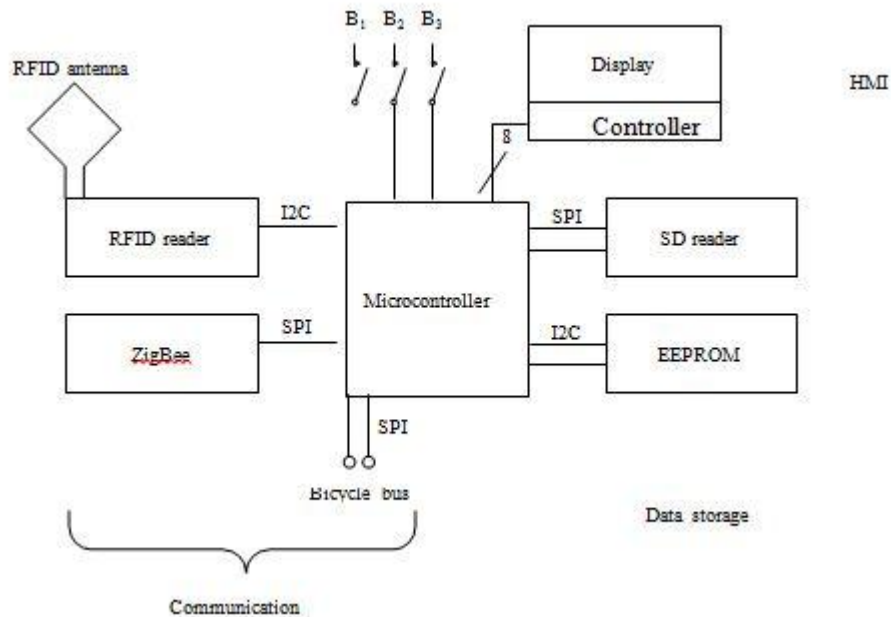 B₁ B₂ B₃
RFID antenna
Display
HMI
Controller
8
I2C
SPI
RFID reader
SD reader
Microcontroller
SPI
I2C
ZigBee
EEPROM
SPI
Bicycle bus
Data storage
Communication